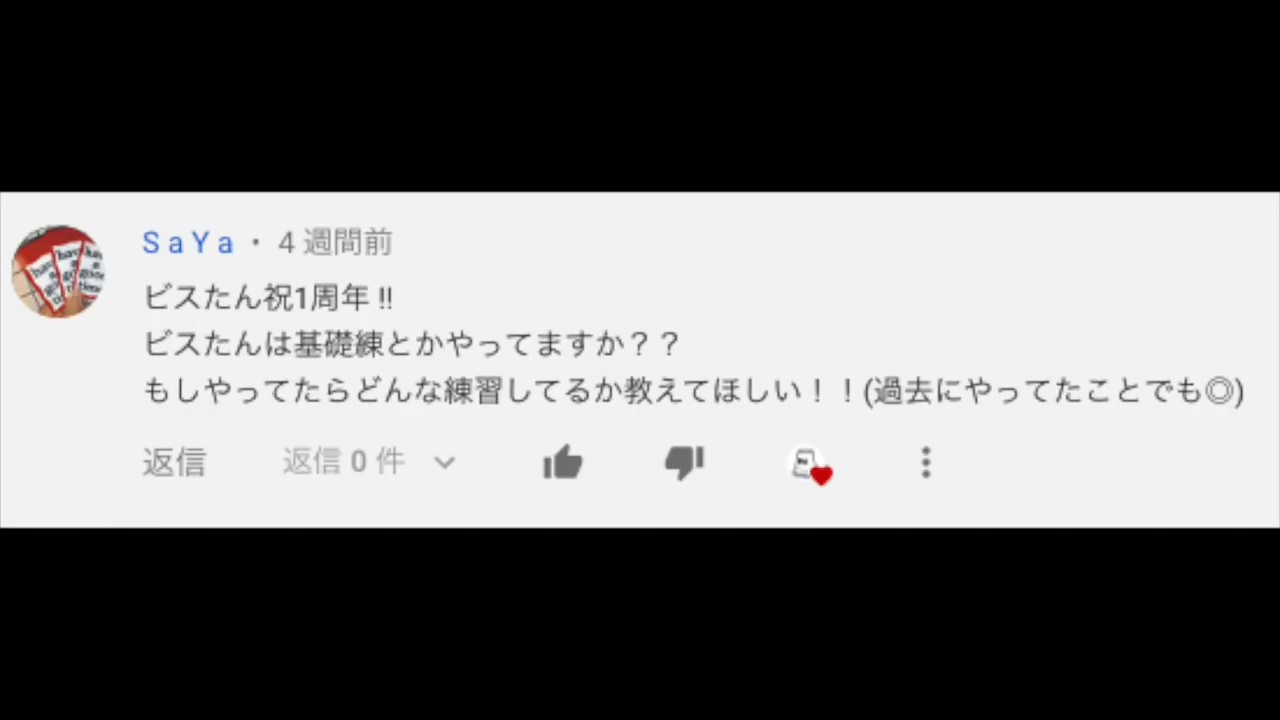 SaYa・4 週間前
ビスたん祝1周年 !!
ビスたんは基礎練とかやってますか？？
もしやってたらどんな練習してるか教えてほしい！！(過去にやってたことでも◎)
返信 返信 0 件